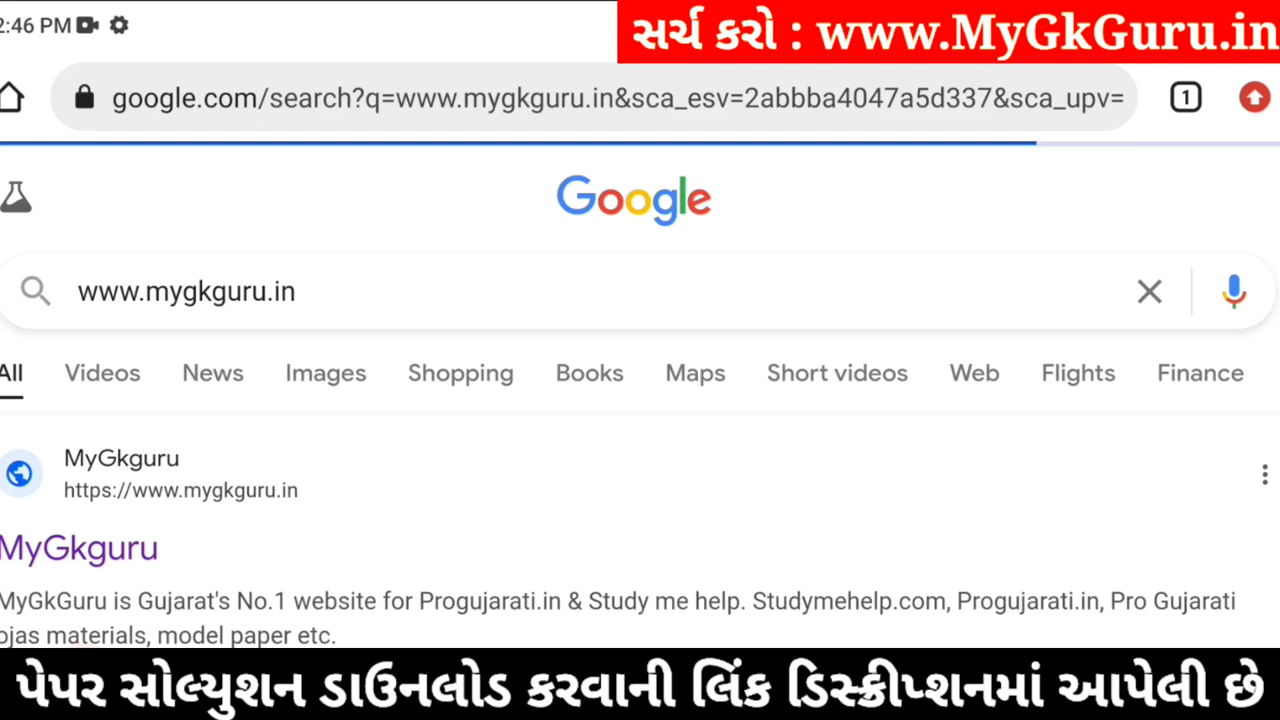 2:46 PM
સર્ચ કરો : www.MyGkGuru.in
google.com/search?q=www.mygkguru.in&sca_esv=2abbba4047a5d337&sca_upv=
1
Google
www.mygkguru.in
All Videos News Images Shopping Books Maps Short videos Web Flights Finance
MyGkguru
https://www.mygkguru.in
MyGkguru
MyGkGuru is Gujarat's No.1 website for Progujarati.in & Study me help. Studymehelp.com, Progujarati.in, Pro Gujarati
ojas materials, model paper etc.
પેપર સોલ્યુશન ડાઉનલોડ કરવાની લિંક ડિસ્ક્રીપ્શનમાં આપેલી છે